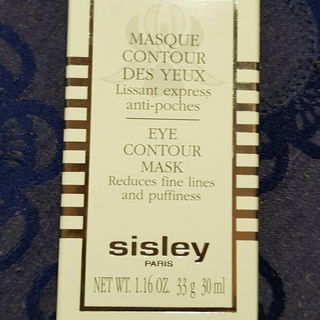 MASQUE
CONTOUR
DES YEUX
Lissant express
anti-poches
EYE
CONTOUR
MASK
Reduces fine lines
and puffiness
sisley
PARIS
NET WT. 1.16 OZ. 33 g 30 ml